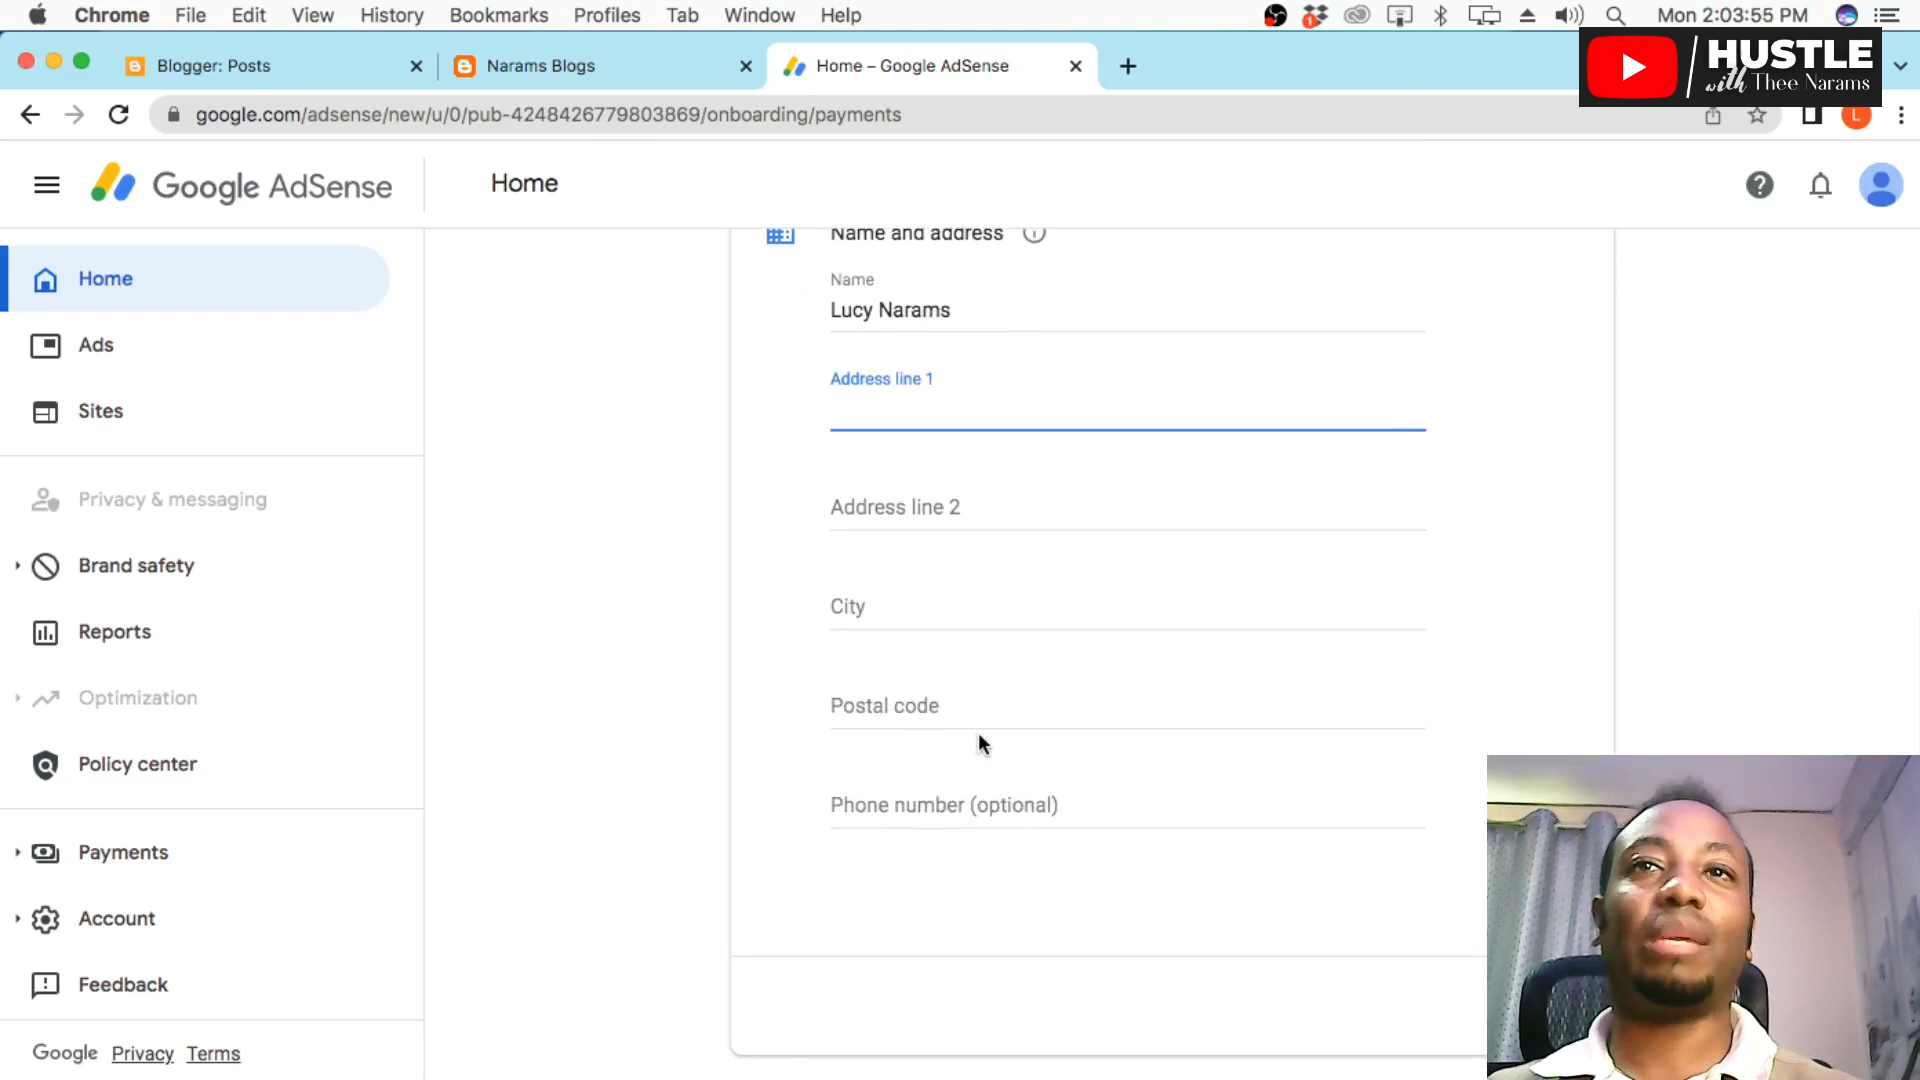 Chrome File Edit View History Bookmarks Profiles Tab Window Help
1
Mon 2:03:55 PM
Blogger: Posts
Narams Blogs
Home – Google AdSense
HUSTLE
with Thee Narams
google.com/adsense/new/u/0/pub-4248426779803869/onboarding/payments
L
Google AdSense
Home
Home
Ads
Sites
Privacy & messaging
Brand safety
Reports
Optimization
Policy center
Payments
Account
Feedback
Google Privacy Terms
Name and address
Name
Lucy Narams
Address line 1
Address line 2
City
Postal code
Phone number (optional)